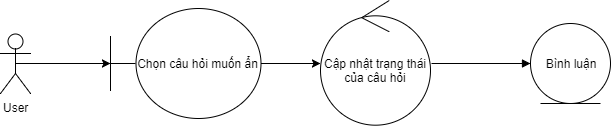 User
Chọn câu hỏi muốn ẩn
Cập nhật trạng thái
của câu hỏi
Bình luận